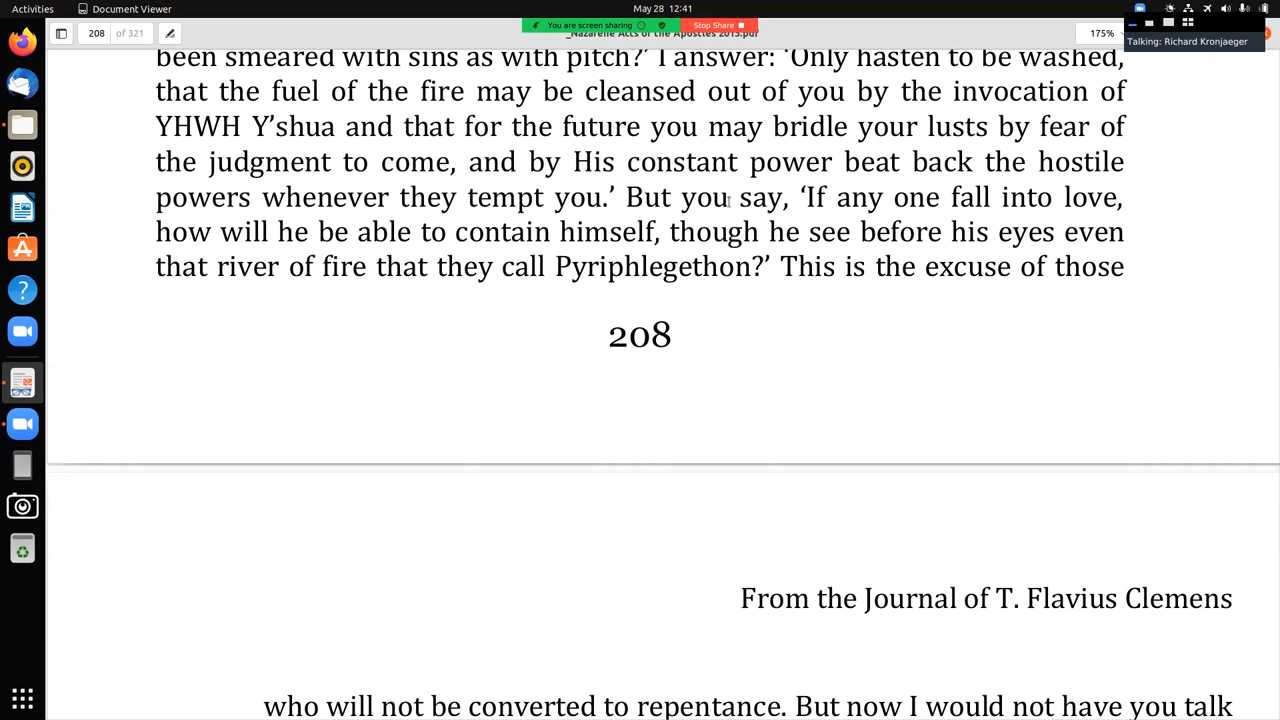 Activities
Document Viewer
May 28 12:41
You are screen sharing
Stop Share
208
of 321
_Nazarene Acts of the Apostles 2013.pdf
175%
Talking: Richard Kronjaeger
been smeared with sins as with pitch?’ I answer: ‘Only hasten to be washed,
that the fuel of the fire may be cleansed out of you by the invocation of
YHWH Y’shua and that for the future you may bridle your lusts by fear of
the judgment to come, and by His constant power beat back the hostile
powers whenever they tempt you.’ But you say, ‘If any one fall into love,
how will he be able to contain himself, though he see before his eyes even
that river of fire that they call Pyriphlegethon?’ This is the excuse of those
208
From the Journal of T. Flavius Clemens
who will not be converted to repentance. But now I would not have you talk